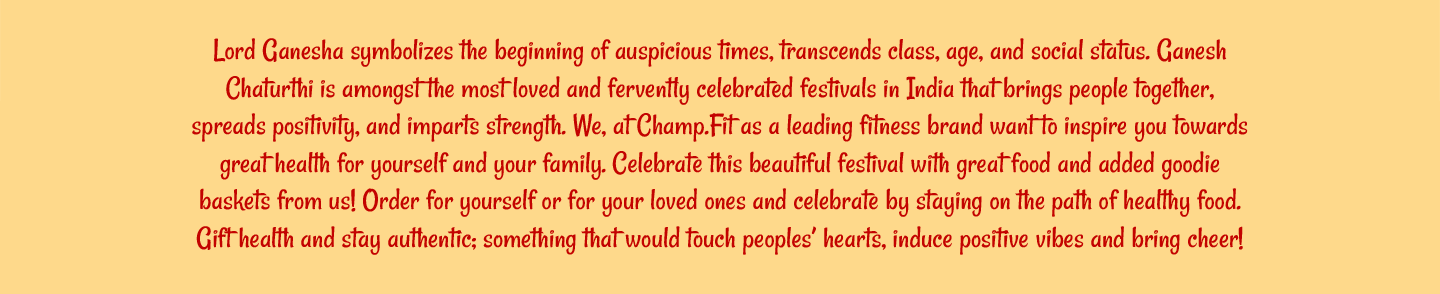 Lord Ganesha symbolizes the beginning of auspicious times, transcends class, age, and social status. Ganesh
Chaturthi is amongst the most loved and fervently celebrated festivals in India that brings people together,
spreads positivity, and imparts strength. We, at Champ.Fit as a leading fitness brand want to inspire you towards
great health for yourself and your family. Celebrate this beautiful festival with great food and added goodie
baskets from us! Order for yourself or for your loved ones and celebrate by staying on the path of healthy food.
Gift health and stay authentic; something that would touch peoples' hearts, induce positive vibes and bring cheer!